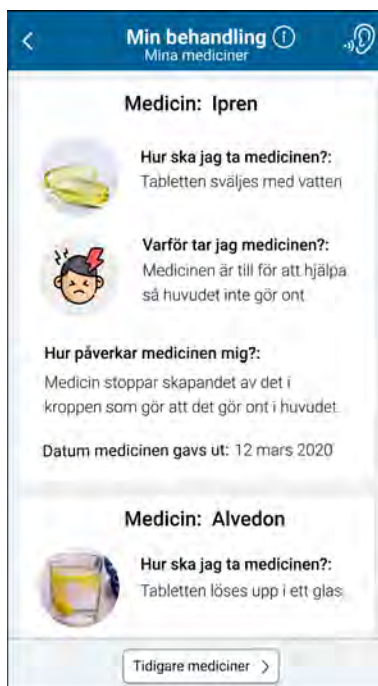 Min behandling
Mina mediciner
Medicin: Ipren
Hur ska jag ta medicinen?:
Tabletten sväljes med vatten
Varför tar jag medicinen?:
Medicinen är till för att hjälpa
så huvudet inte gör ont
Hur påverkar medicinen mig?:
Medicin stoppar skapandet av det i
kroppen som gör att det gör ont i huvudet
Datum medicinen gavs ut: 12 mars 2020
Medicin: Alvedon
Hur ska jag ta medicinen?:
Tabletten löses upp i ett glas
Tidigare mediciner >